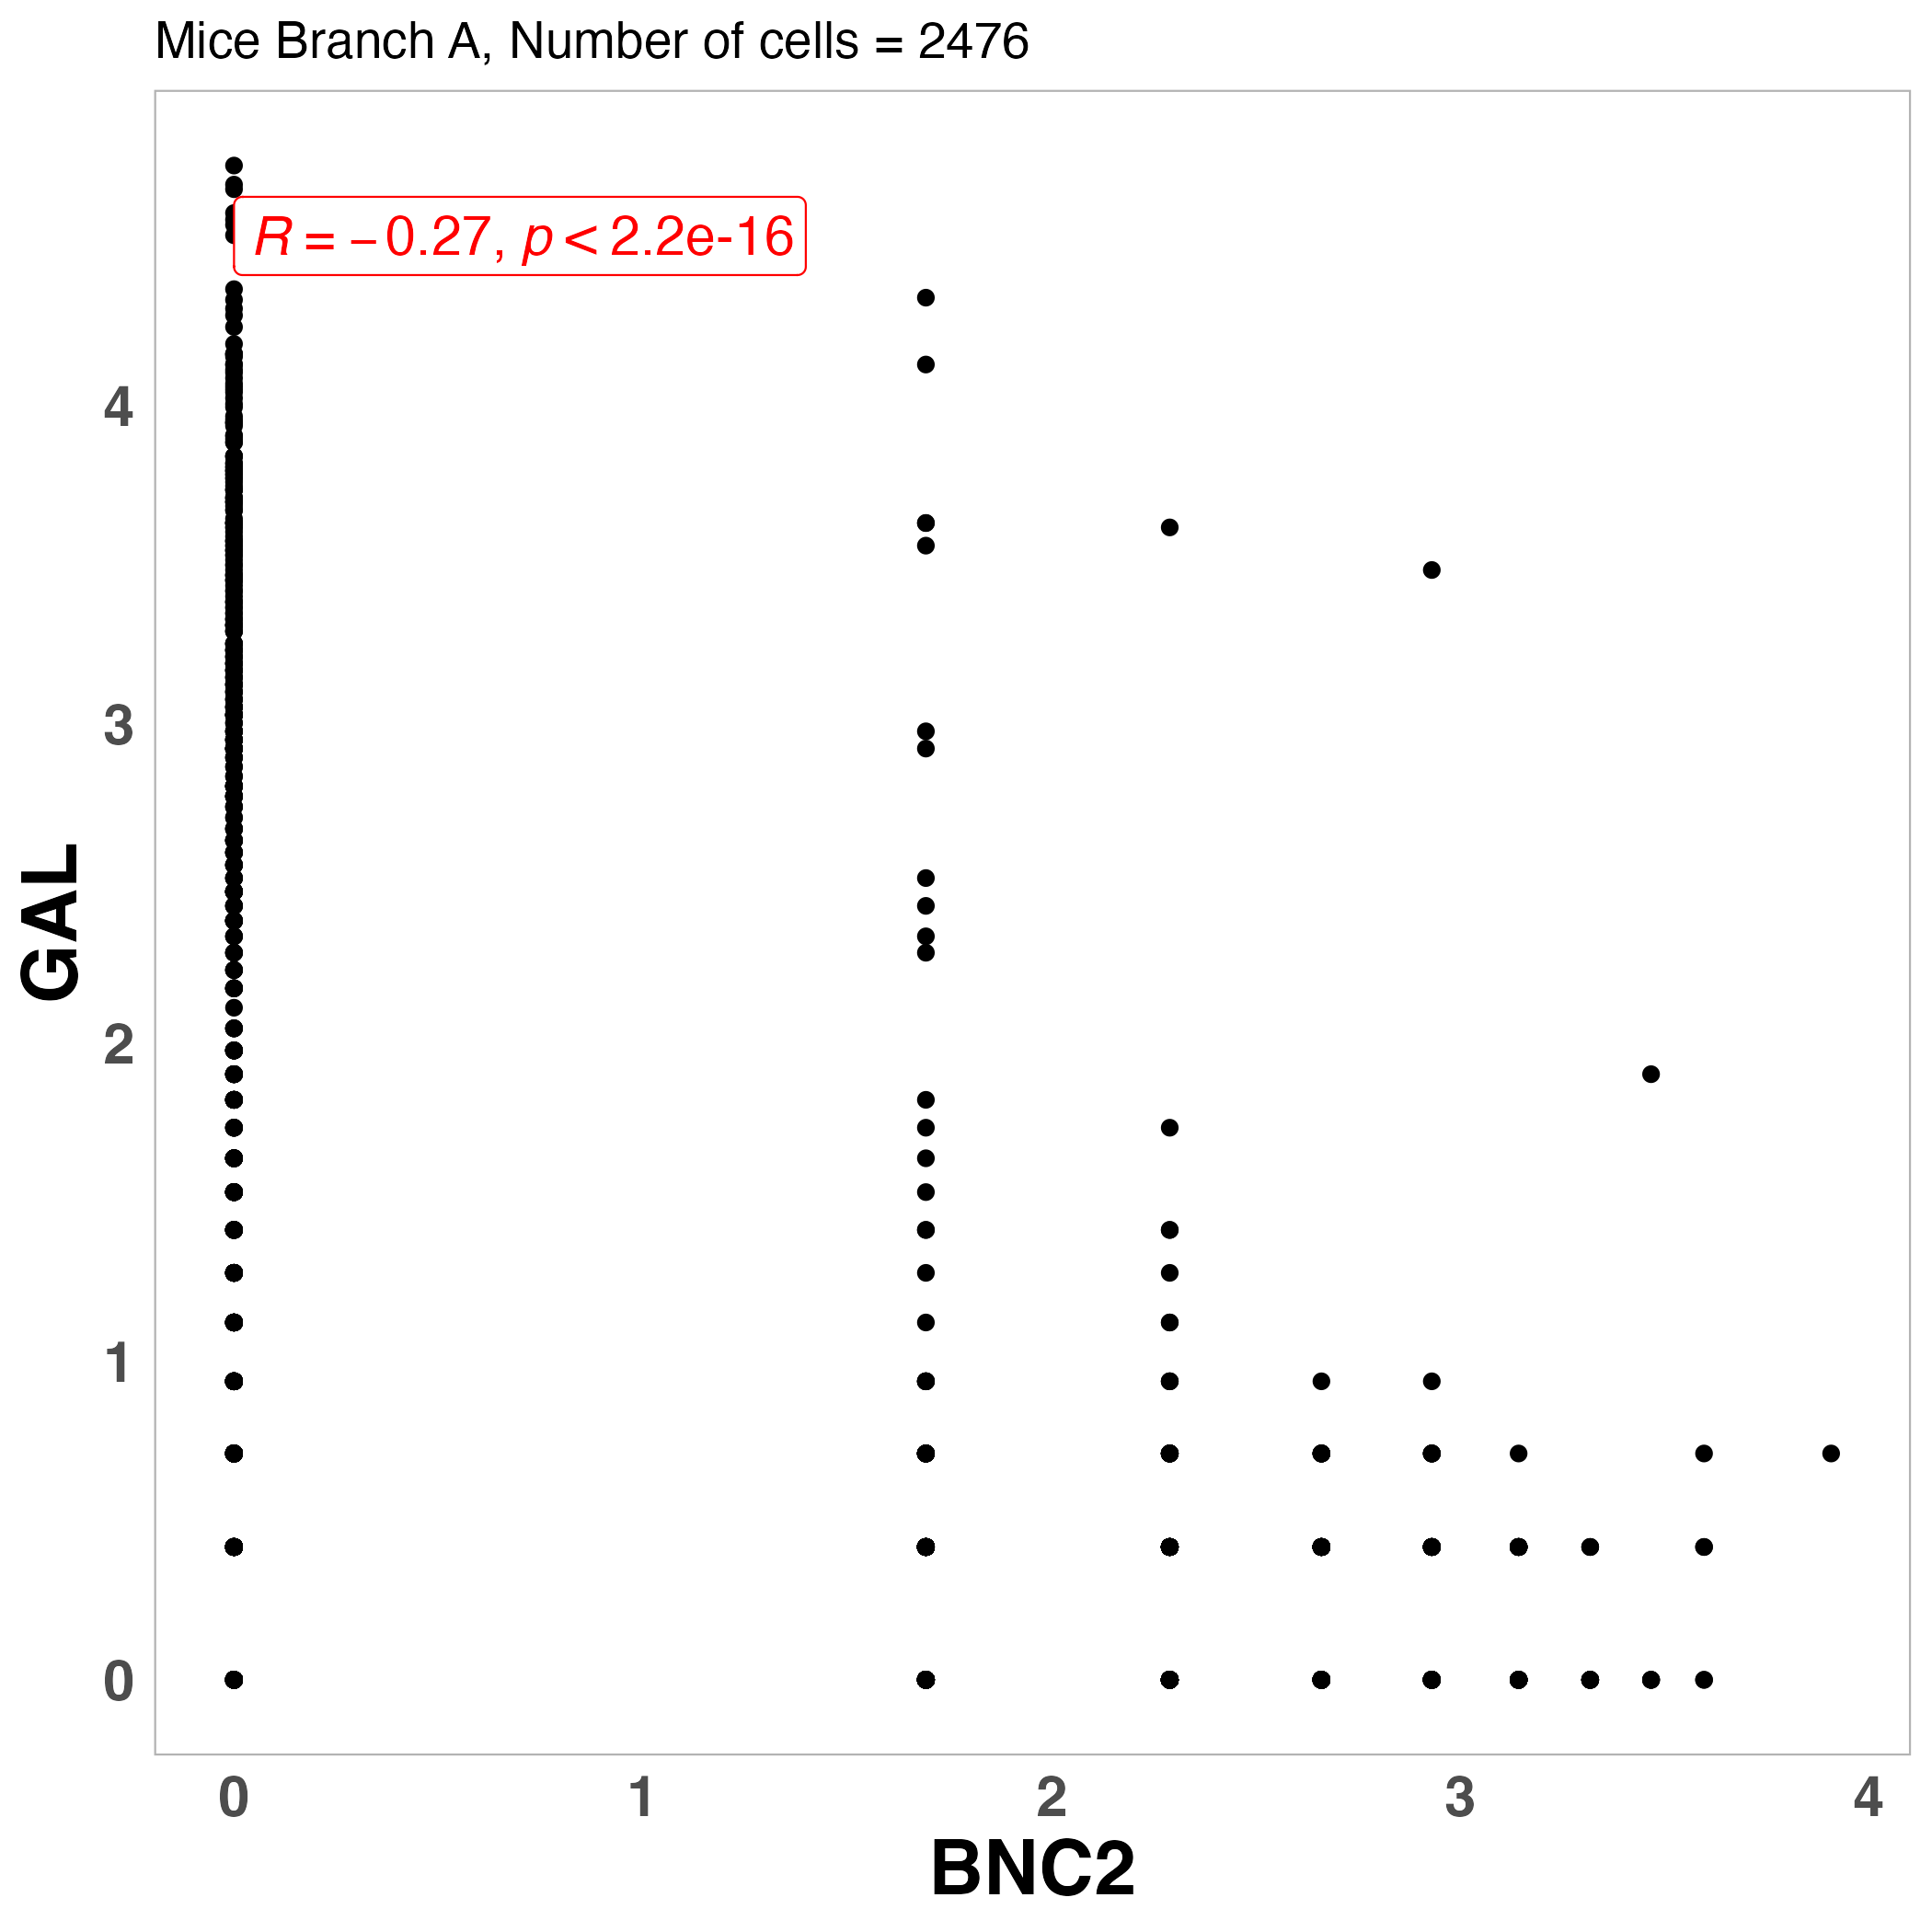 Mice Branch A, Number of cells = 2476
R = −0.27, p < 2.2e-16
4
3
2
1
0
GAL
0 1 2 3 4
BNC2